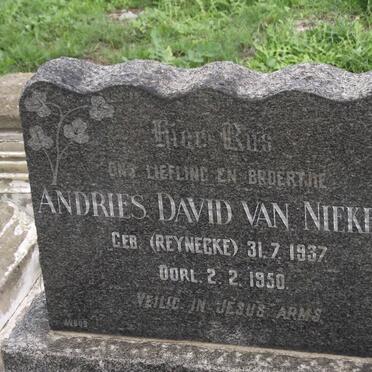 Hier Rus
ONS LIEFLING EN BROERTJIE
ANDRIES DAVID VAN NIEKE
GEB. (REYNECKE) 31.7.1937
OORL. 2.2.1950.
VEILIG IN JESUS ARMS